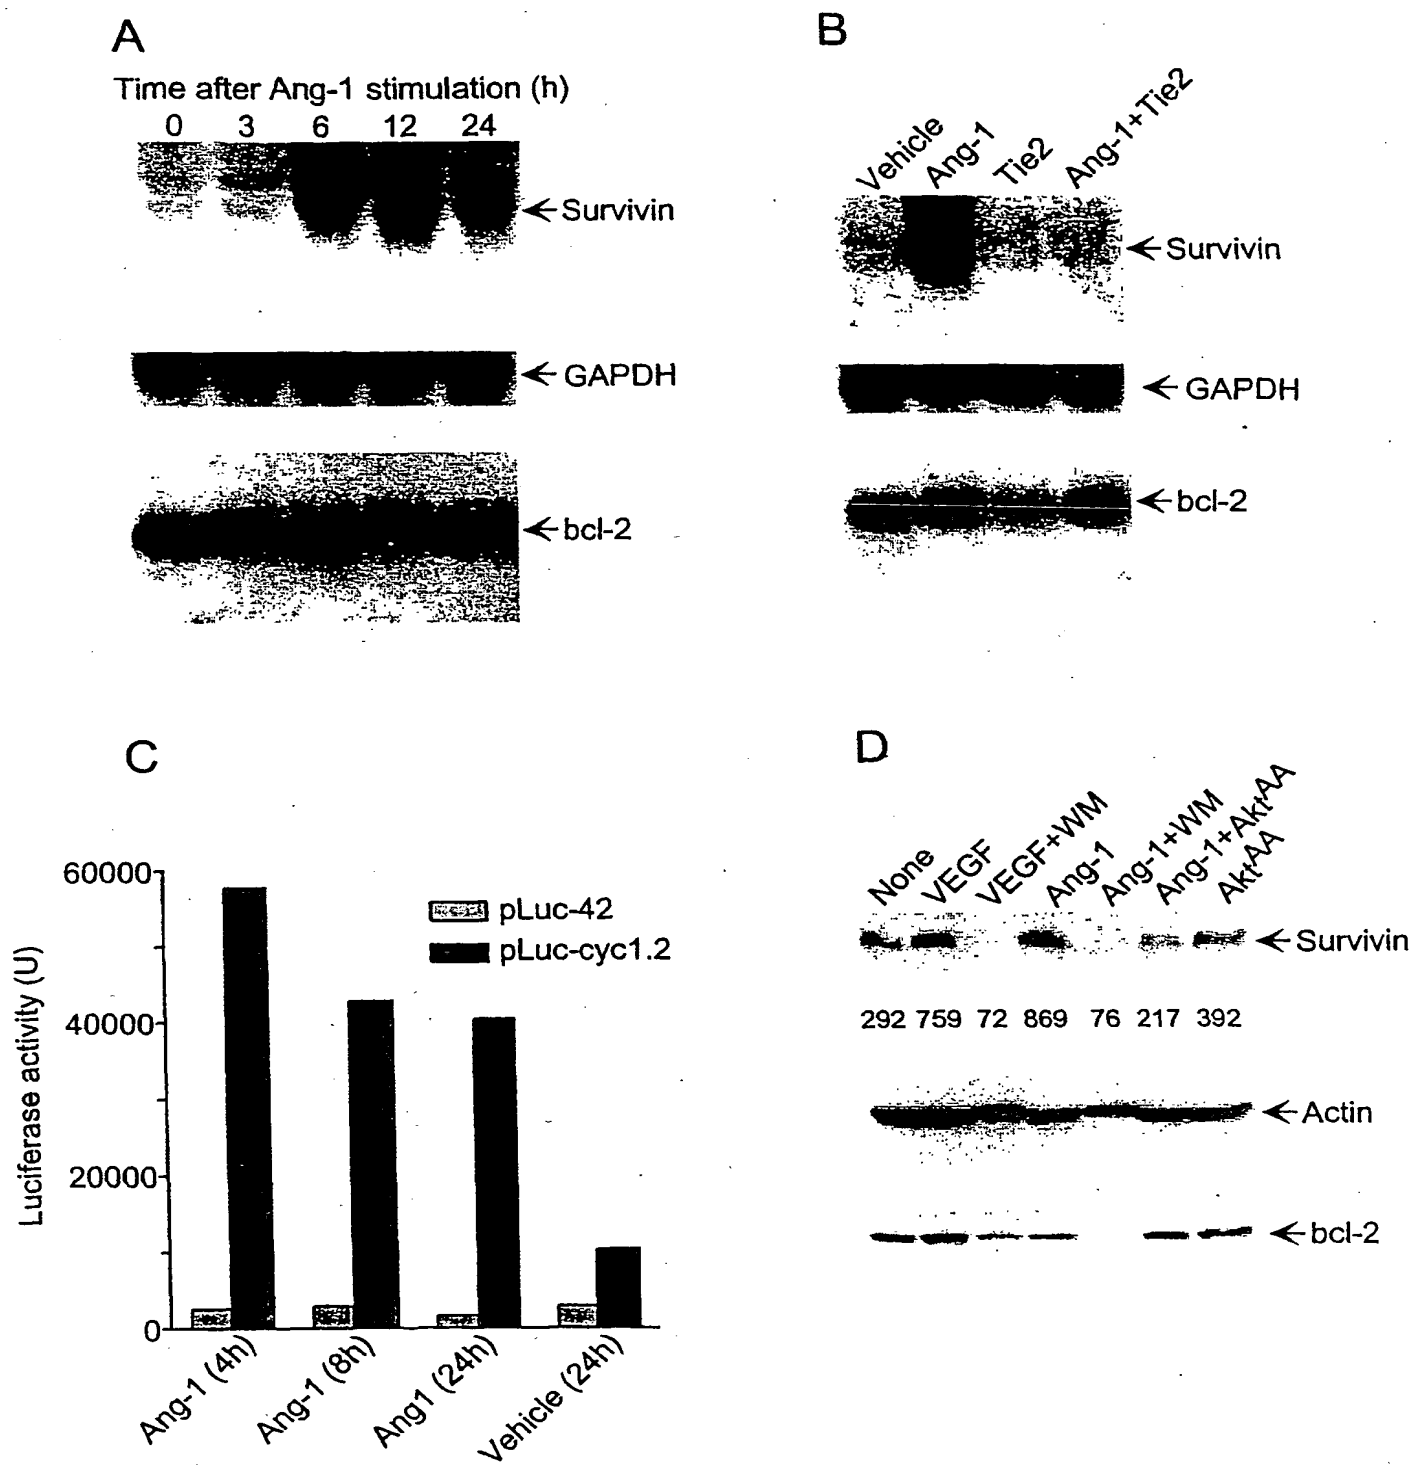 A
Time after Ang-1 stimulation (h)
0 3 6 12 24
Survivin
GAPDH
bcl-2
B
Vehicle
Ang-1
Tie2
Ang-1+Tie2
Survivin
GAPDH
bcl-2
C
Luciferase activity (U)
60000
40000
20000
0
pLuc-42
pLuc-cyc1.2
Ang-1 (4h)
Ang-1 (8h)
Ang1 (24h)
Vehicle (24h)
D
None
VEGF
VEGF+WM
Ang-1
Ang-1+WM
Ang-1+AktAA
AktAA
Survivin
292 759 72 869 76 217 392
Actin
bcl-2